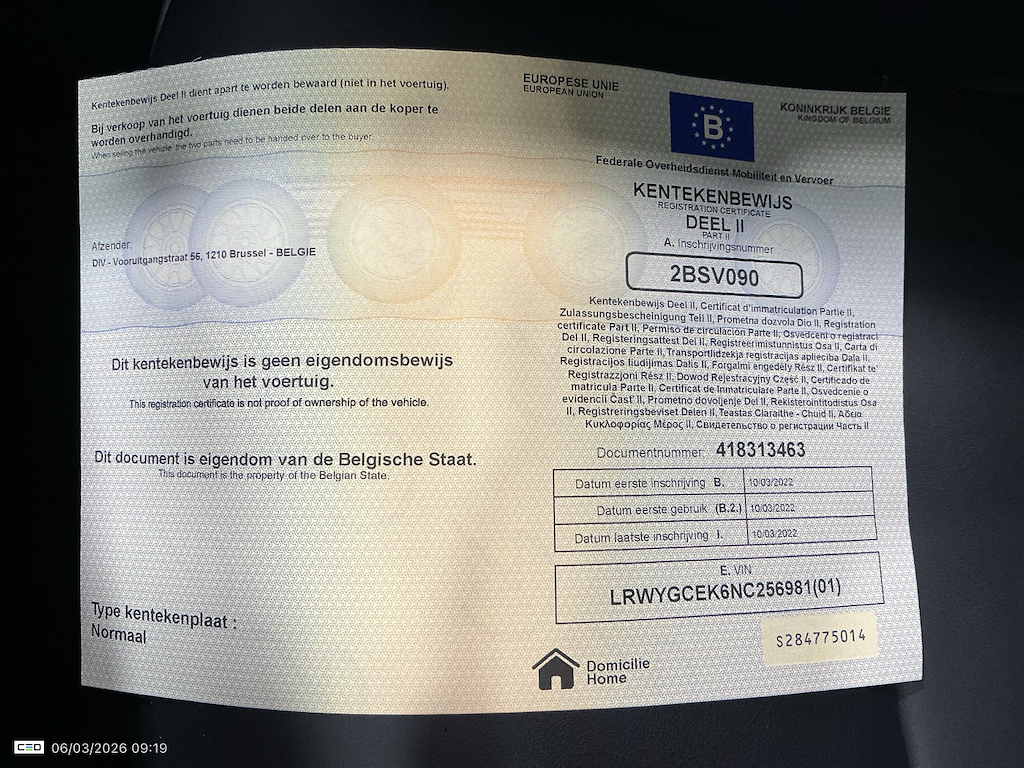 Kentekenbewijs Deel II dient apart te worden bewaard (niet in het voertuig).
Bij verkoop van het voertuig dienen beide delen aan de koper te
worden overhandigd.
When selling the vehicle, the two parts need to be handed over to the buyer.
Afzender:
DIV - Vooruitgangstraat 56, 1210 Brussel - BELGIE
Dit kentekenbewijs is geen eigendomsbewijs
van het voertuig.
This registration certificate is not proof of ownership of the vehicle.
Dit document is eigendom van de Belgische Staat.
This document is the property of the Belgian State.
Type kentekenplaat :
Normaal
EUROPESE UNIE
EUROPEAN UNION
B
KONINKRIJK BELGIE
KINGDOM OF BELGIUM
Federale Overheidsdienst Mobiliteit en Vervoer
KENTEKENBEWIJS
REGISTRATION CERTIFICATE
DEEL II
PART II
A. Inschrijvingsnummer
2BSV090
Kentekenbewijs Deel II, Certificat d'immatriculation Partie II,
Zulassungsbescheinigung Teil II, Prometna dozvola Dio II, Registration
certificate Part II, Permiso de circulación Parte II, Osvedčení o registraci
Del II, Registeringsattest Del II, Registreerimistunnistus Osa II, Carta di
circolazione Parte II, Transportlīdzekļa reģistrācijas apliecība Daļa II,
Registracijos liudijimas Dalis II, Forgalmi engedély Rész II, Certifikat te'
Registrazzjoni Rész II, Dowód Rejestracyjny Część II, Certificado de
matrícula Parte II, Certificat de Inmatriculare Parte II, Osvedcenie o
evidencii Čast' II, Prometno dovoljenje Del II, Rekisteröintitodistus Osa
II, Registreringsbeviset Delen II, Teastas Claraithe - Chuid II, Άδεια
Κυκλοφορίας Μέρος II, Свидетельство о регистрации Часть II
Documentnummer: 418313463
Datum eerste inschrijving B. 10/03/2022
Datum eerste gebruik (B.2.) 10/03/2022
Datum laatste inschrijving I. 10/03/2022
E. VIN
LRWYGCEK6NC256981(01)
S284775014
Domicilie
Home
CEO 06/03/2026 09:19